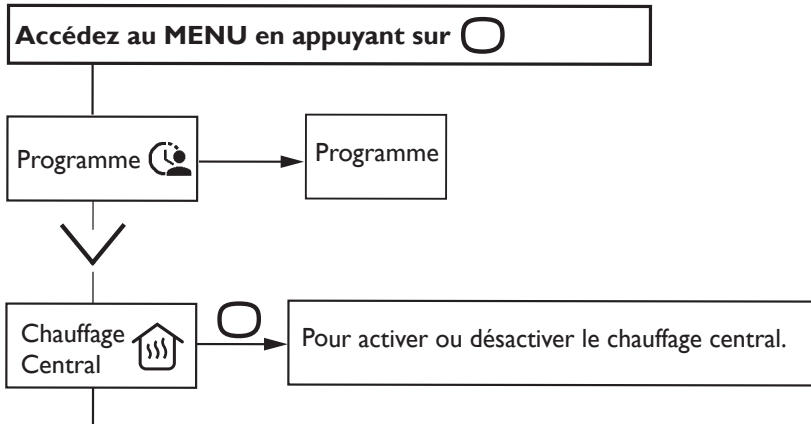 Accédez au MENU en appuyant sur
Programme
Programme
Chauffage
Central
Pour activer ou désactiver le chauffage central.